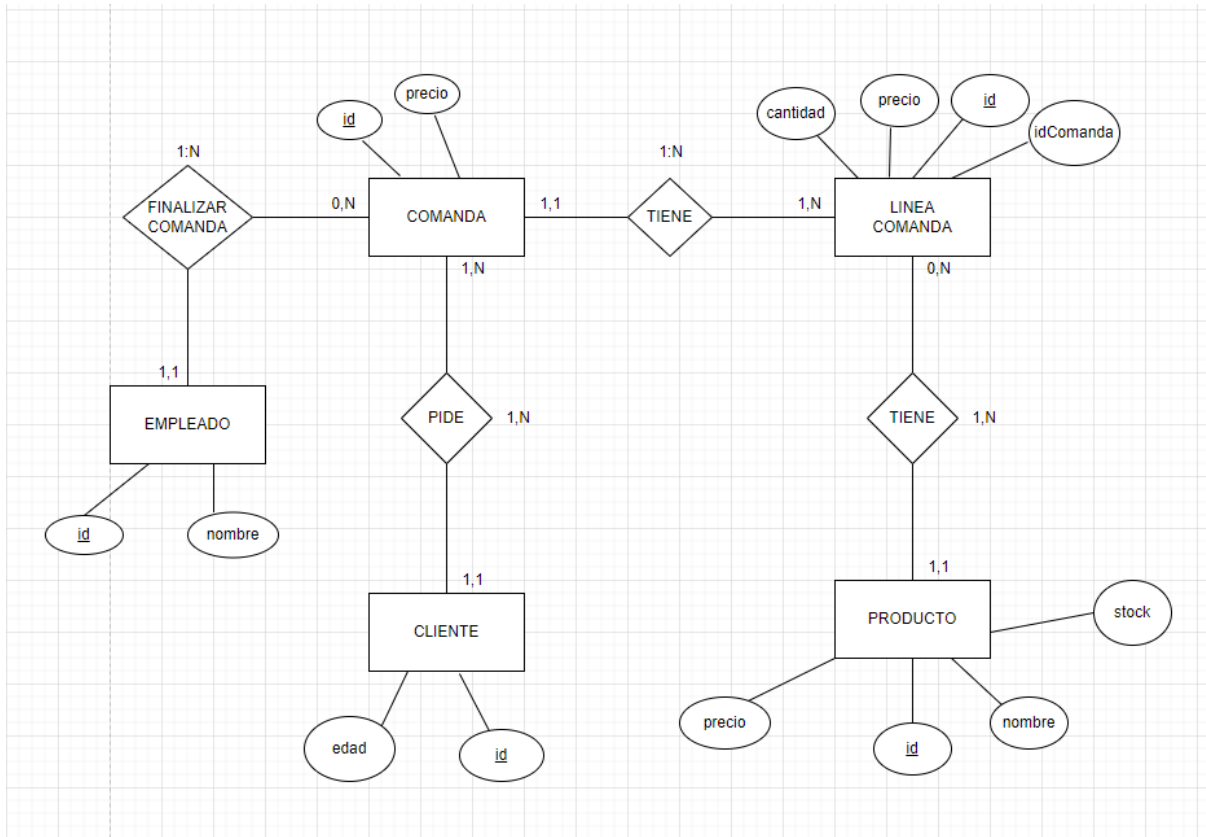 precio
id
cantidad
precio
id
idComanda
1:N
1:N
FINALIZAR
COMANDA
0,N
COMANDA
1,1
TIENE
1,N
LINEA
COMANDA
1,N
0,N
1,1
EMPLEADO
PIDE
1,N
TIENE
1,N
id
nombre
1,1
CLIENTE
1,1
PRODUCTO
stock
edad
id
precio
id
nombre